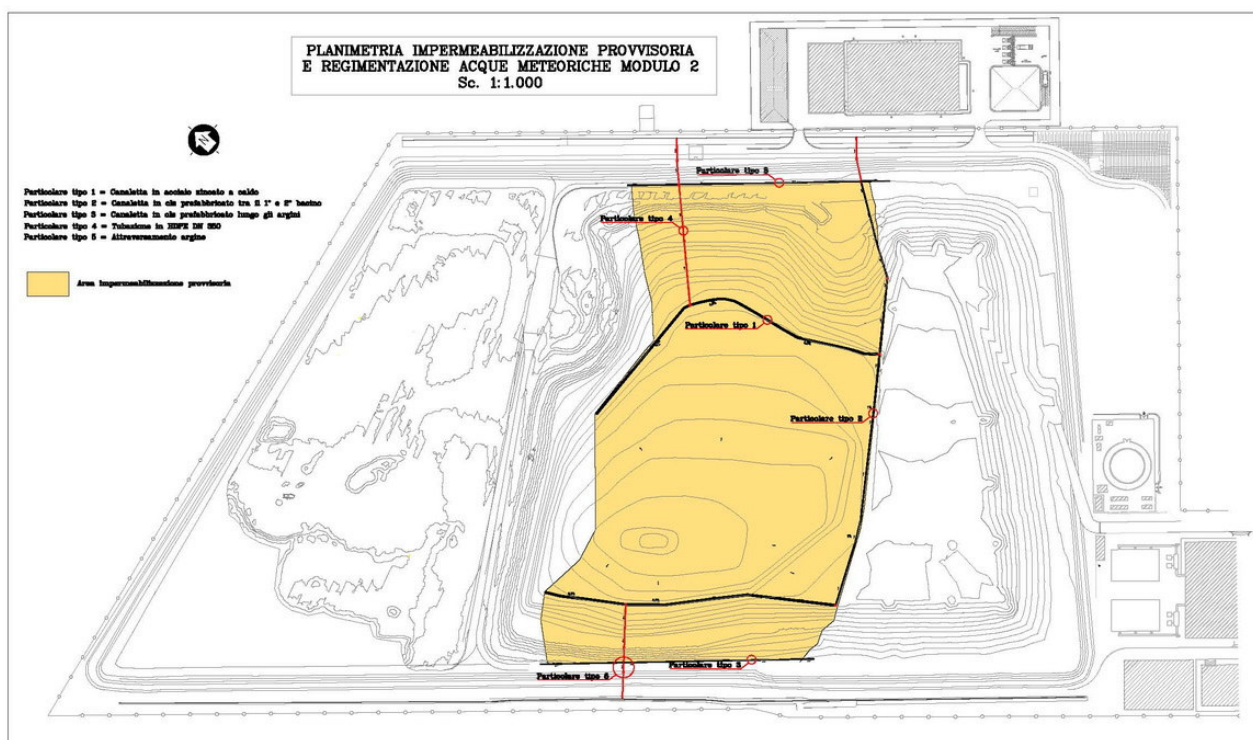 PLANIMETRIA IMPERMEABILIZZAZIONE PROVVISORIA
E REGIMENTAZIONE ACQUE METEORICHE MODULO 2
Sc. 1:1.000
Particolare tipo 1 = Canaletta in acciaio zincato a caldo
Particolare tipo 2 = Canaletta in cls prefabbricato tra il 1° e 2° bacino
Particolare tipo 3 = Canaletta in cls prefabbricato lungo gli argini
Particolare tipo 4 = Tubazione in HDPE DN 350
Particolare tipo 5 = Attraversamento argine
Area impermeabilizzazione provvisoria
Particolare tipo 3
Particolare tipo 4
Particolare tipo 1
Particolare tipo 2
Particolare tipo 3
Particolare tipo 5